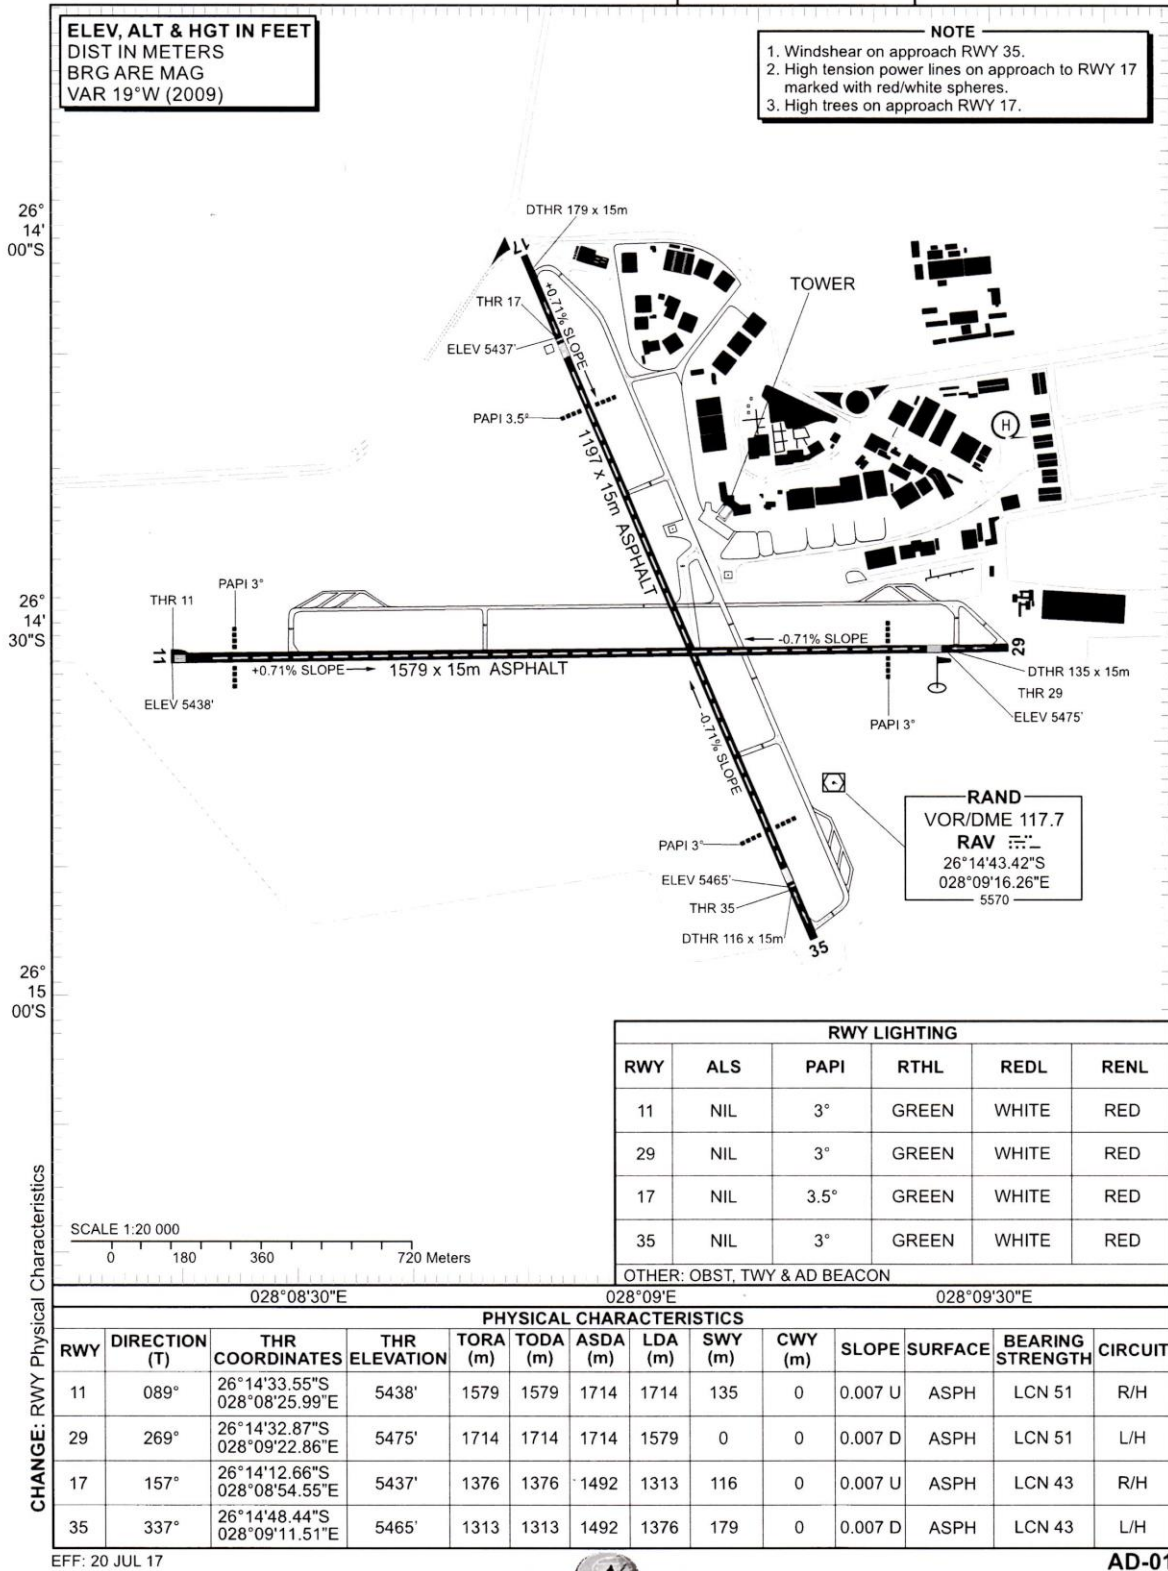 ELEV, ALT & HGT IN FEET
DIST IN METERS
BRG ARE MAG
VAR 19°W (2009)
NOTE
1. Windshear on approach RWY 35.
2. High tension power lines on approach to RWY 17
marked with red/white spheres.
3. High trees on approach RWY 17.
26°
14'
00"S
DTHR 179 x 15m
17
TOWER
THR 17
+0.71% SLOPE
ELEV 5437'
PAPI 3.5°
H
1197 x 15m ASPHALT
26°
14'
30"S
PAPI 3°
THR 11
11
+0.71% SLOPE
1579 x 15m ASPHALT
-0.71% SLOPE
29
DTHR 135 x 15m
THR 29
ELEV 5475'
ELEV 5438'
PAPI 3°
-0.71% SLOPE
RAND
VOR/DME 117.7
RAV
26°14'43.42"S
028°09'16.26"E
5570
PAPI 3°
ELEV 5465'
THR 35
DTHR 116 x 15m
35
26°
15
00'S
RWY LIGHTING
RWY ALS PAPI RTHL REDL RENL
11 NIL 3° GREEN WHITE RED
29 NIL 3° GREEN WHITE RED
17 NIL 3.5° GREEN WHITE RED
35 NIL 3° GREEN WHITE RED
OTHER: OBST, TWY & AD BEACON
SCALE 1:20 000
0 180 360 720 Meters
028°08'30"E 028°09'E 028°09'30"E
CHANGE: RWY Physical Characteristics
PHYSICAL CHARACTERISTICS
RWY DIRECTION (T) THR COORDINATES THR ELEVATION TORA (m) TODA (m) ASDA (m) LDA (m) SWY (m) CWY (m) SLOPE SURFACE BEARING STRENGTH CIRCUIT
11 089° 26°14'33.55"S 028°08'25.99"E 5438' 1579 1579 1714 1714 135 0 0.007 U ASPH LCN 51 R/H
29 269° 26°14'32.87"S 028°09'22.86"E 5475' 1714 1714 1714 1579 0 0 0.007 D ASPH LCN 51 L/H
17 157° 26°14'12.66"S 028°08'54.55"E 5437' 1376 1376 1492 1313 116 0 0.007 U ASPH LCN 43 R/H
35 337° 26°14'48.44"S 028°09'11.51"E 5465' 1313 1313 1492 1376 179 0 0.007 D ASPH LCN 43 L/H
EFF: 20 JUL 17
AD-01